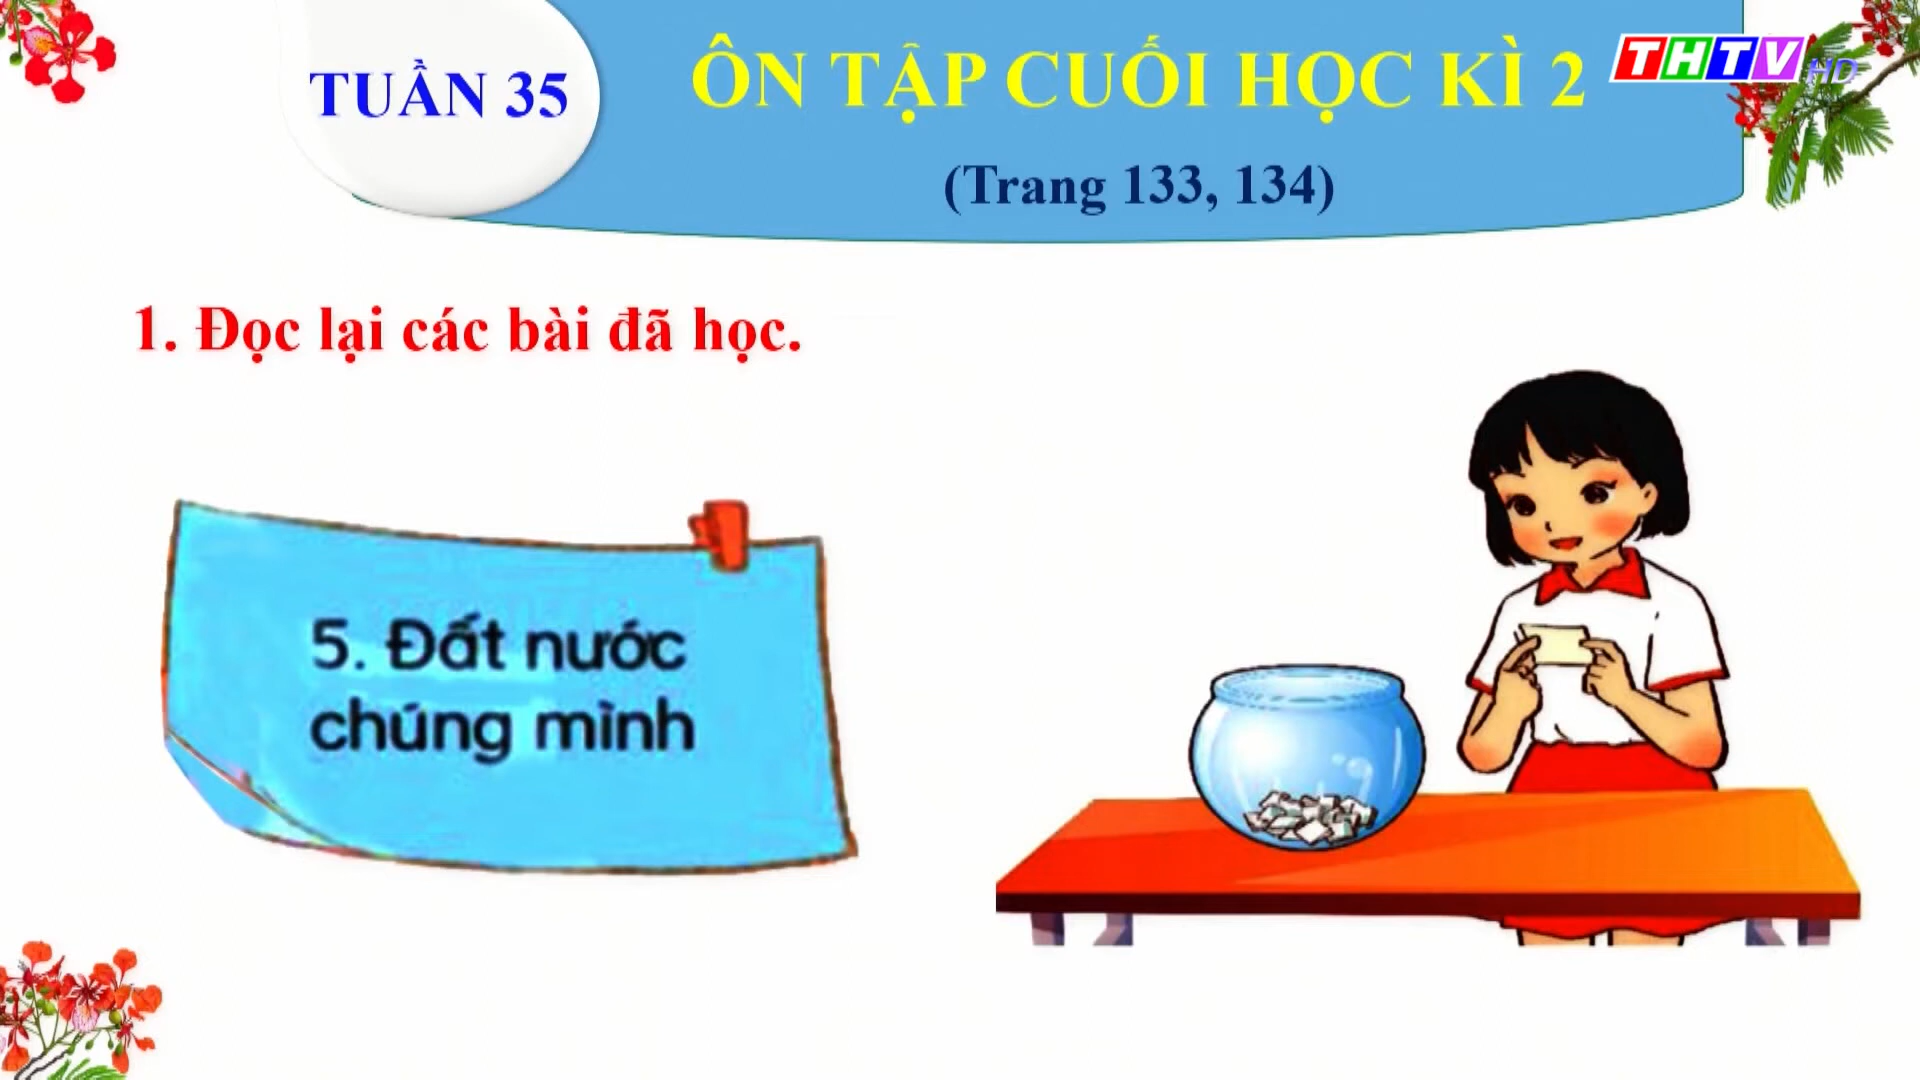 TUẦN 35
ÔN TẬP CUỐI HỌC KÌ 2
THTV HD
(Trang 133, 134)
1. Đọc lại các bài đã học.
5. Đất nước
chúng mình